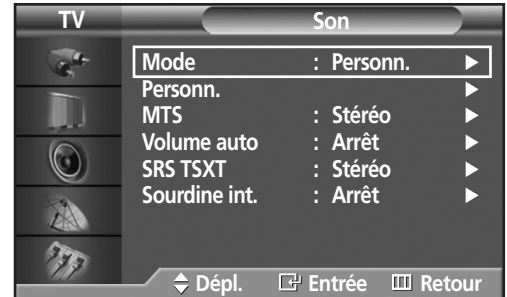 TV Son
Mode : Personn.
Personn.
MTS : Stéréo
Volume auto : Arrêt
SRS TSXT : Stéréo
Sourdine int. : Arrêt
Dépl. Entrée Retour